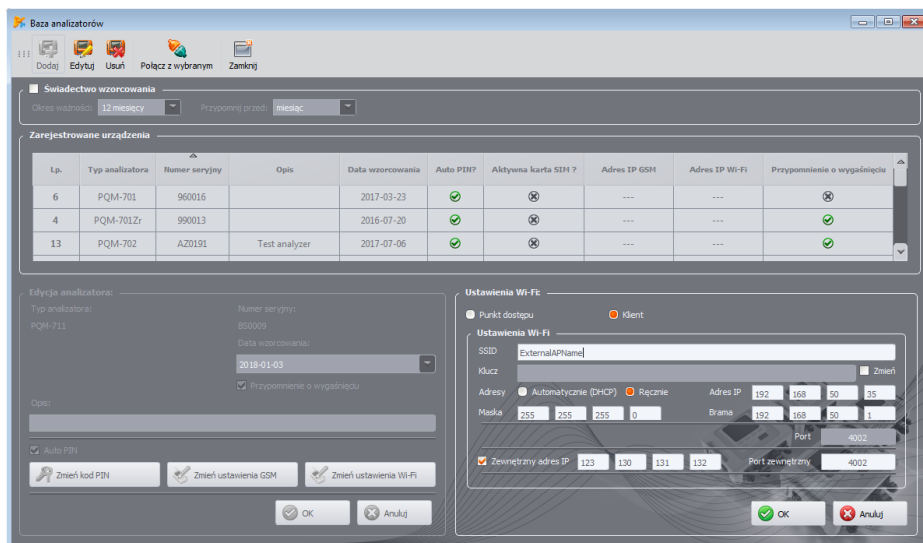 Baza analizatorów
Dodaj Edytuj Usuń Połącz z wybranym Zamknij
Świadectwo wzorcowania
Okres ważności: 12 miesięcy Przypomnij przed: miesiąc
Zarejestrowane urządzenia
Lp. Typ analizatora Numer seryjny Opis Data wzorcowania Auto PIN? Aktywna karta SIM ? Adres IP GSM Adres IP Wi-Fi Przypomnienie o wygaśnięciu
6 PQM-701 960016 2017-03-23 --- ---
4 PQM-701Zr 990013 2016-07-20 --- ---
13 PQM-702 AZ0191 Test analyzer 2017-07-06 --- ---
Edycja analizatora:
Typ analizatora: Numer seryjny:
PQM-711 BS0009
Data wzorcowania:
2018-01-03
Przypomnienie o wygaśnięciu
Opis:
Auto PIN
Zmień kod PIN Zmień ustawienia GSM Zmień ustawienia Wi-Fi
OK Anuluj
Ustawienia Wi-Fi:
Punkt dostępu Klient
Ustawienia Wi-Fi
SSID ExternalAPName
Klucz Zmień
Adresy Automatycznie (DHCP) Ręcznie Adres IP 192 168 50 35
Maska 255 255 255 0 Brama 192 168 50 1
Port 4002
Zewnętrzny adres IP 123 130 131 132 Port zewnętrzny 4002
OK Anuluj